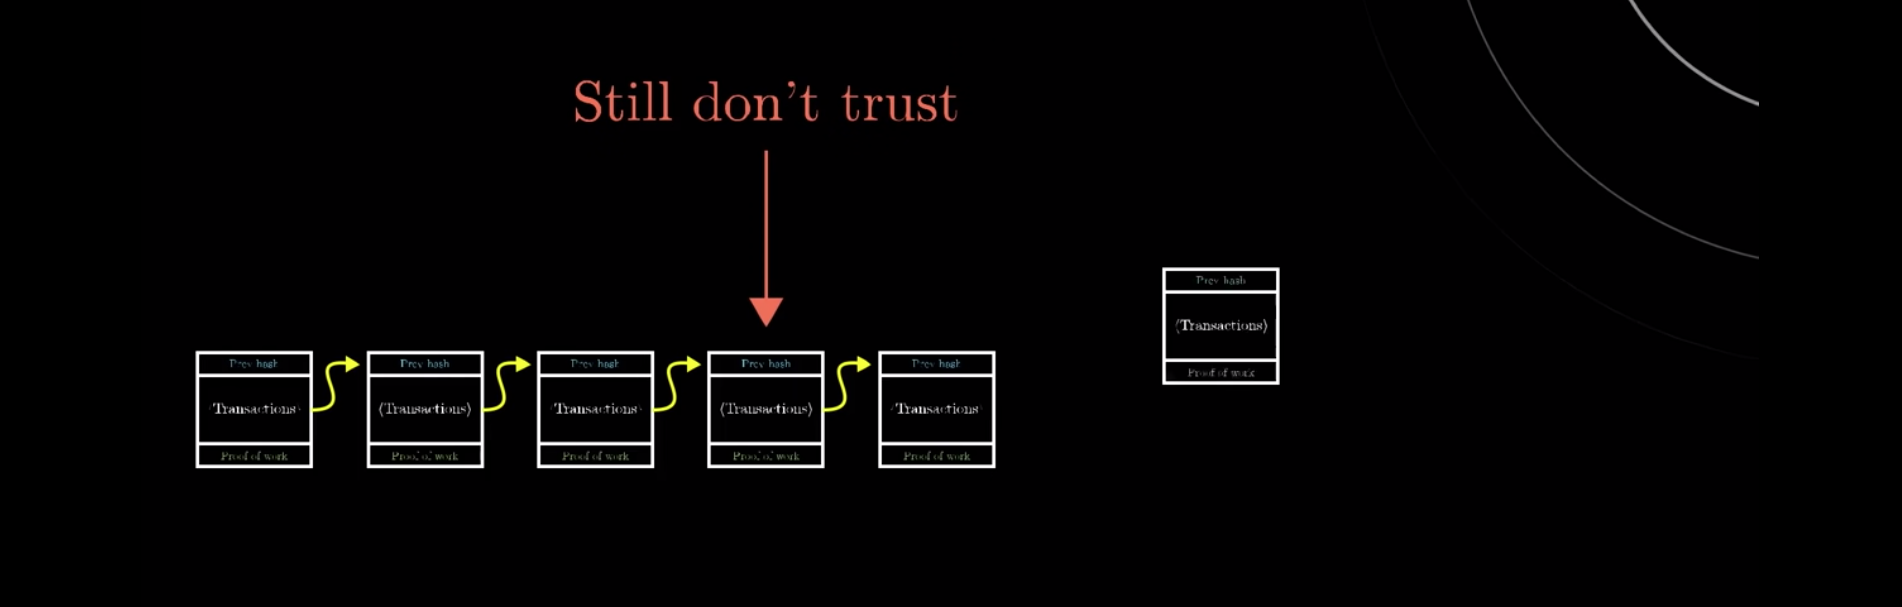 Still don't trust
Prev hash
⟨Transactions⟩
Proof of work
Prev hash
Transactions
Proof of work
Prev hash
⟨Transactions⟩
Proof of work
Prev hash
Transactions
Proof of work
Prev hash
⟨Transactions⟩
Proof of work
Prev hash
Transactions
Proof of work